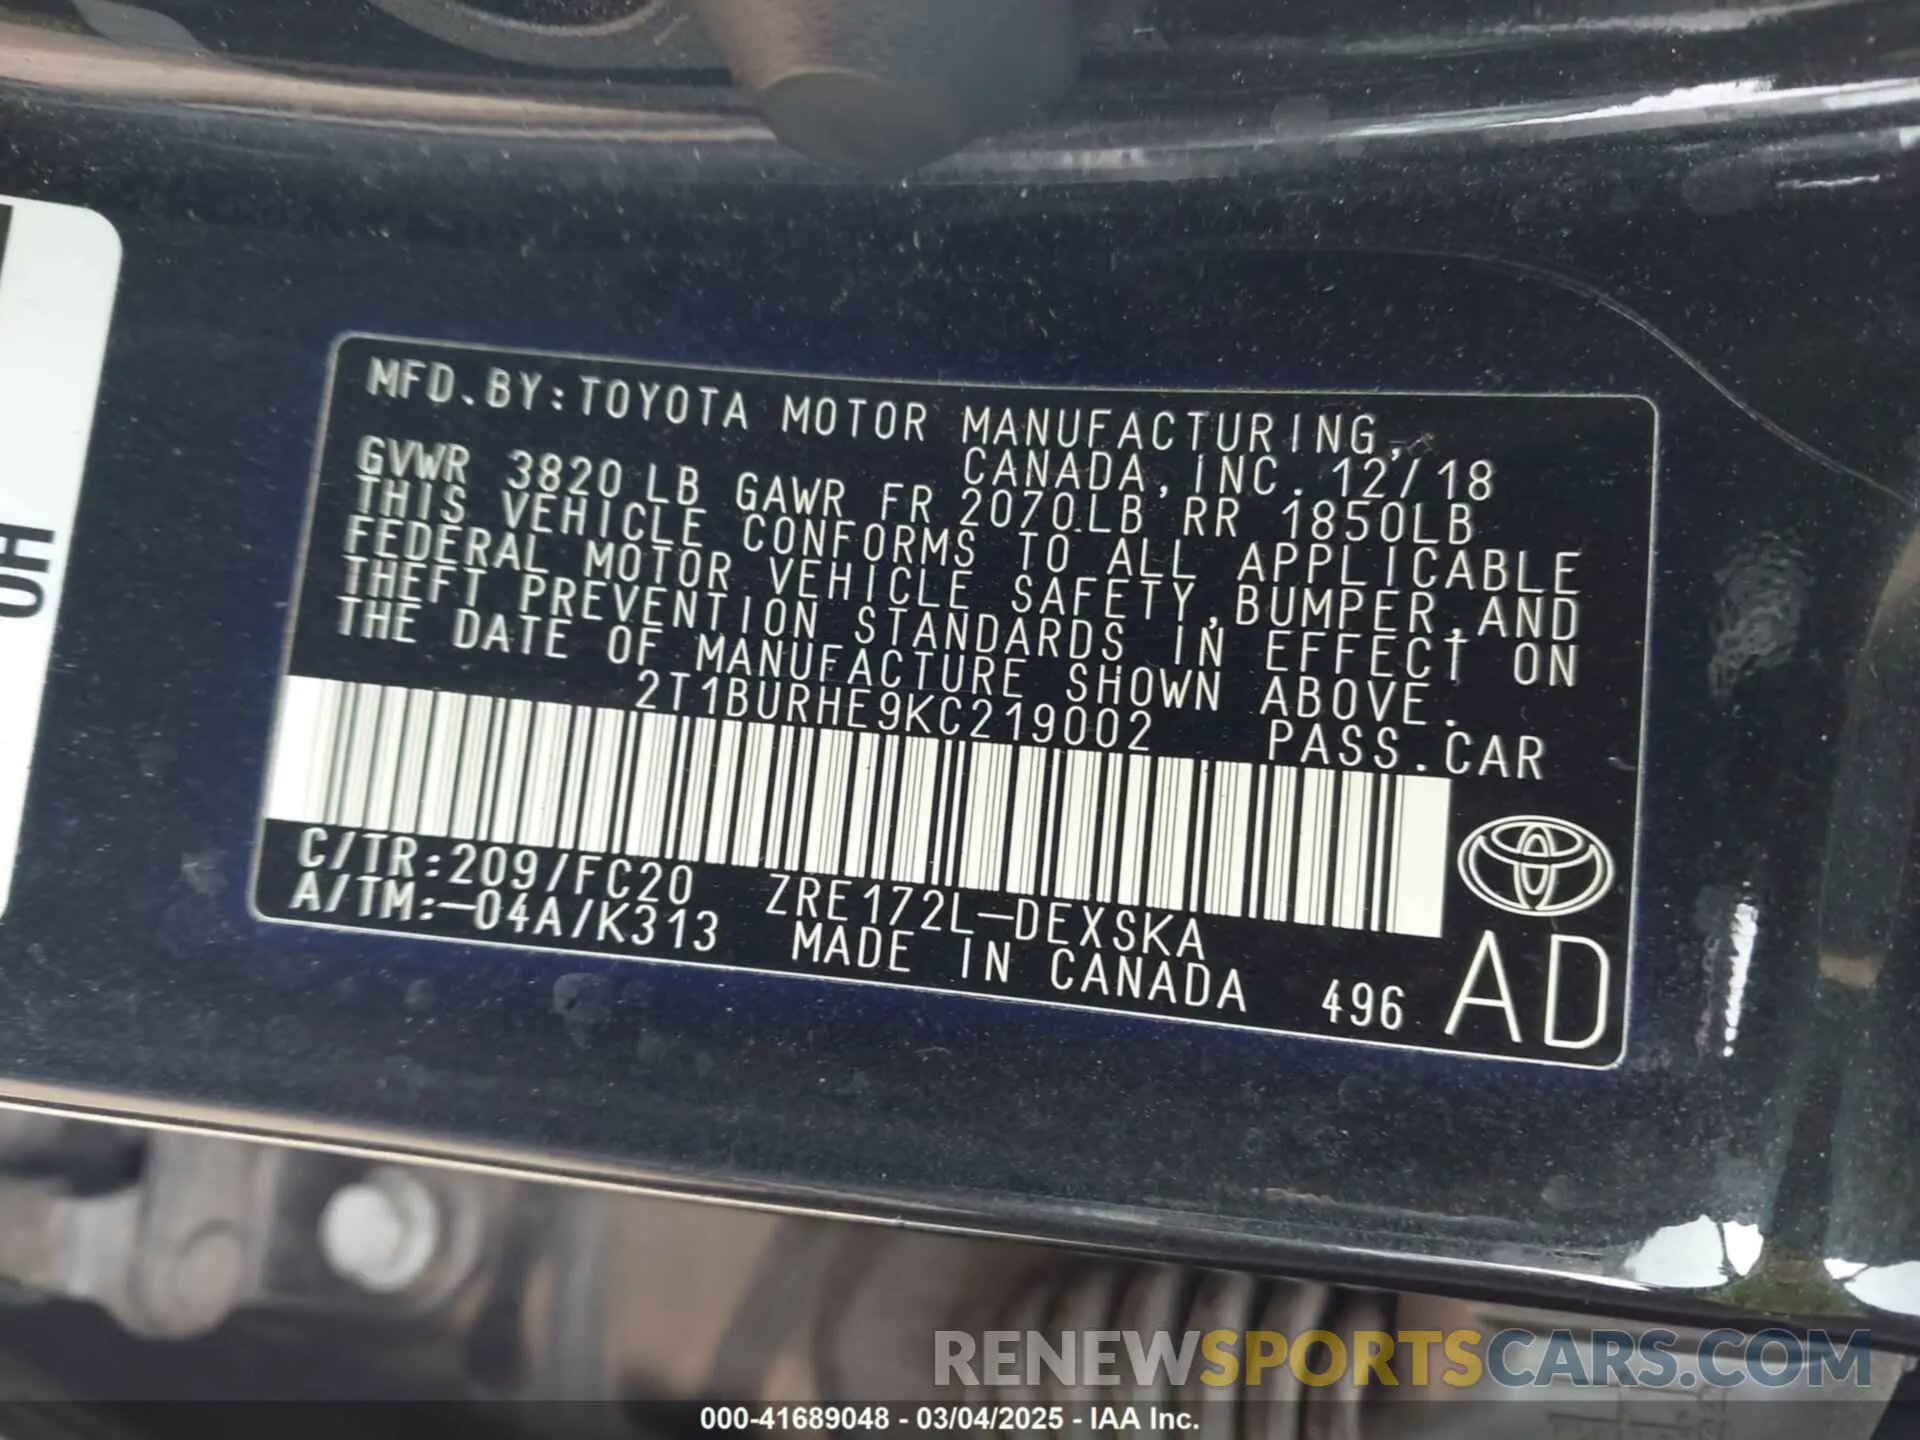 MFD.BY:TOYOTA MOTOR MANUFACTURING,
CANADA,INC. 12/18
GVWR 3820LB GAWR FR 2070LB RR 1850LB
THIS VEHICLE CONFORMS TO ALL APPLICABLE
FEDERAL MOTOR VEHICLE SAFETY,BUMPER,AND
THEFT PREVENTION STANDARDS IN EFFECT ON
THE DATE OF MANUFACTURE SHOWN ABOVE.
2T1BURHE9KC219002 PASS.CAR
C/TR:209/FC20 ZRE172L-DEXSKA
A/TM:-04A/K313 MADE IN CANADA 496 AD
RENEWSPORTSCARS.COM
000-41689048 - 03/04/2025 - IAA Inc.